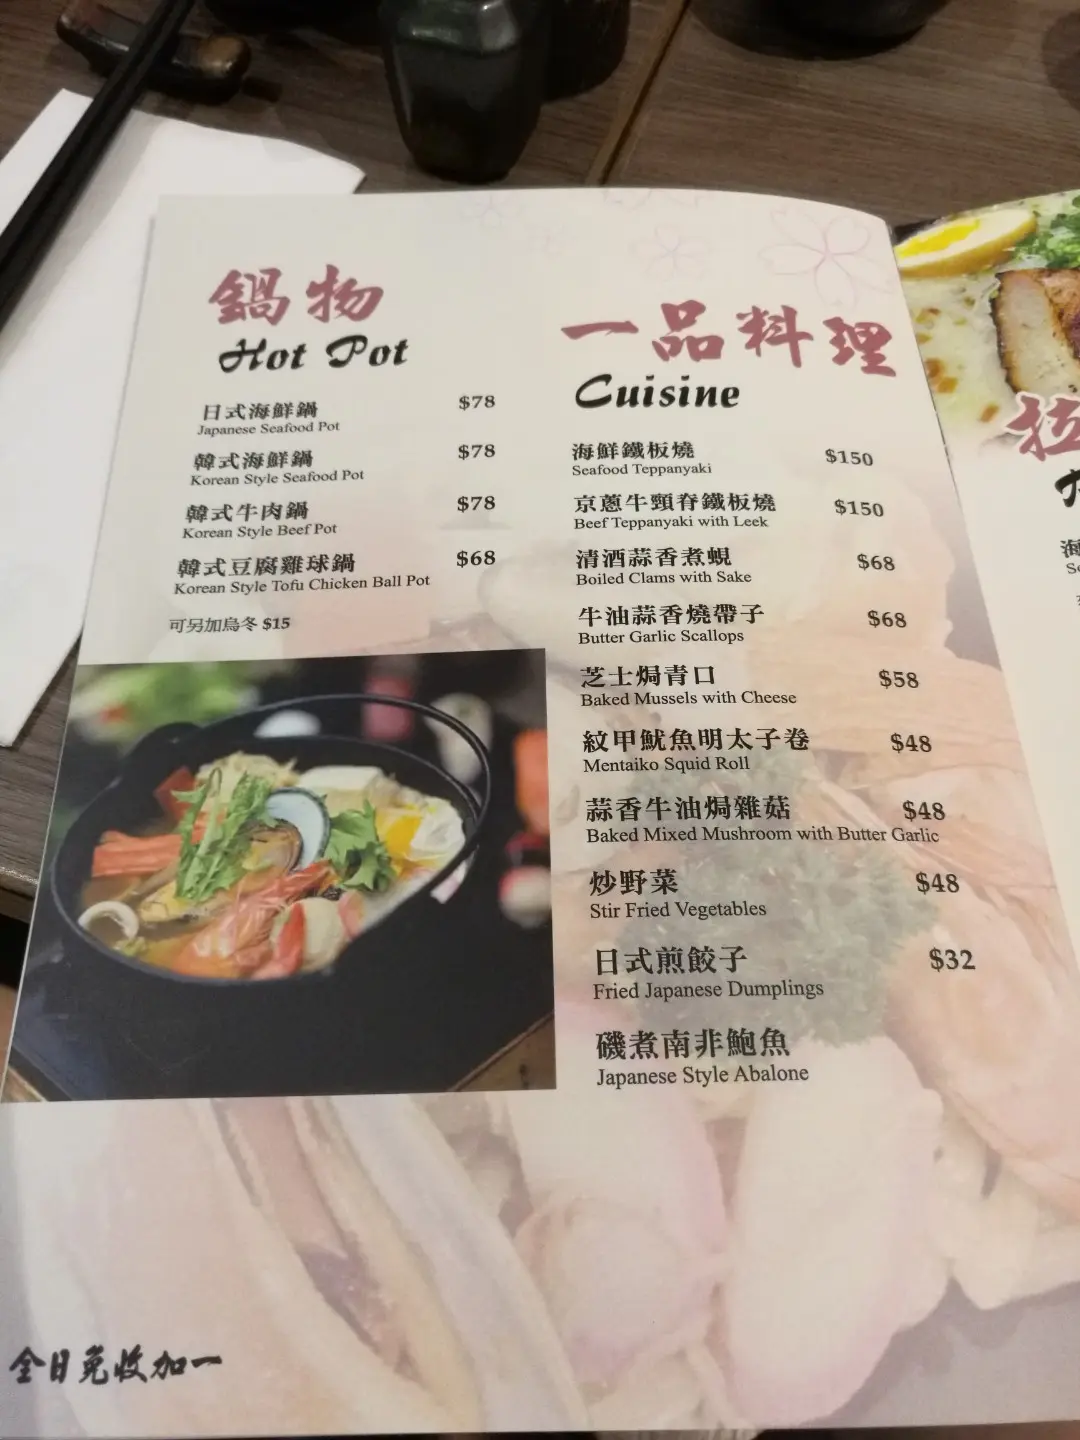 鍋物
Hot Pot
日式海鮮鍋 $78
Japanese Seafood Pot
韓式海鮮鍋 $78
Korean Style Seafood Pot
韓式牛肉鍋 $78
Korean Style Beef Pot
韓式豆腐雞球鍋 $68
Korean Style Tofu Chicken Ball Pot
可另加烏冬 $15
一品料理
Cuisine
海鮮鐵板燒 $150
Seafood Teppanyaki
京蔥牛頸脊鐵板燒 $150
Beef Teppanyaki with Leek
清酒蒜香煮蜆 $68
Boiled Clams with Sake
牛油蒜香燒帶子 $68
Butter Garlic Scallops
芝士焗青口 $58
Baked Mussels with Cheese
紋甲魷魚明太子卷 $48
Mentaiko Squid Roll
蒜香牛油焗雜菇 $48
Baked Mixed Mushroom with Butter Garlic
炒野菜 $48
Stir Fried Vegetables
日式煎餃子 $32
Fried Japanese Dumplings
磯煮南非鮑魚
Japanese Style Abalone
全日免收加一
拉
海